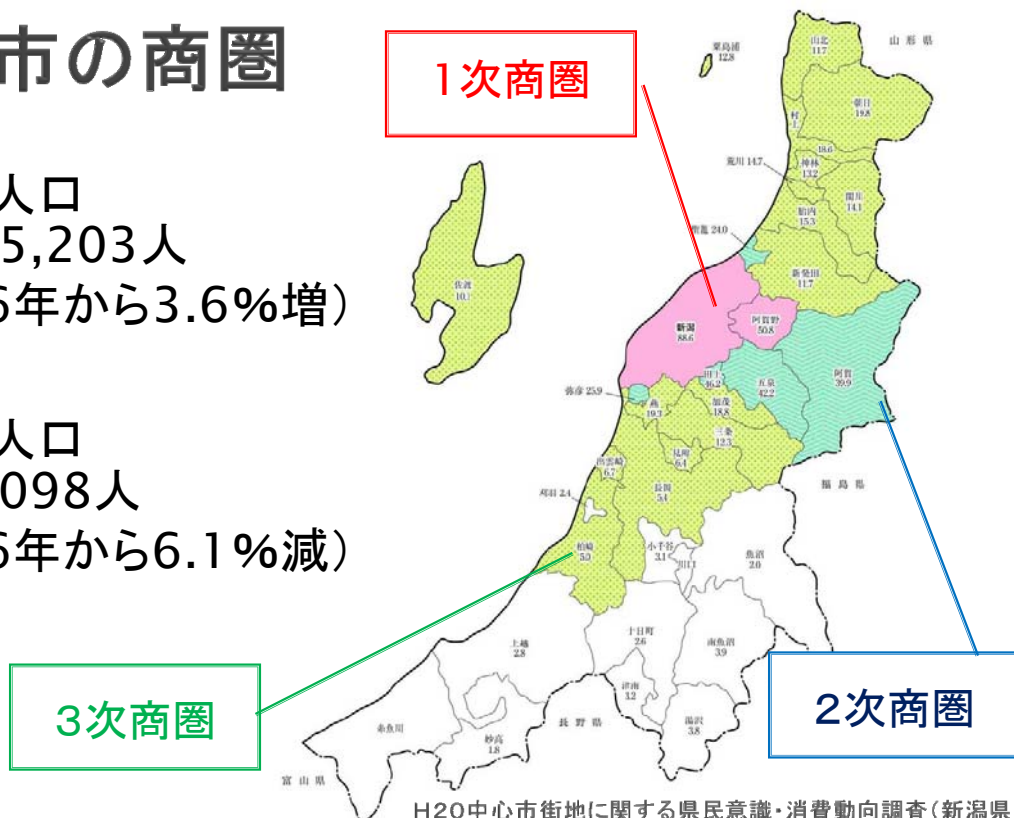 市の商圏
1次商圏
人口
5,203人
6年から3.6%増）
人口
098人
6年から6.1%減）
3次商圏
2次商圏
山形県
福島県
長野県
富山県
粟島浦
12.8
山北
11.7
朝日
19.8
村上
18.6
荒川 14.7
神林
13.2
関川
14.1
胎内
15.3
聖籠 24.0
新発田
11.7
佐渡
10.1
新潟
88.6
阿賀野
50.8
阿賀
39.9
田上
46.2
五泉
42.2
弥彦 25.9
燕
19.3
加茂
18.8
三条
12.3
見附
6.4
出雲崎
6.7
長岡
5.4
刈羽 2.4
柏崎
5.3
小千谷
3.1
川口
魚沼
2.0
十日町
2.6
南魚沼
3.9
上越
2.8
津南
湯沢
3.8
糸魚川
妙高
1.8
H20中心市街地に関する県民意識・消費動向調査（新潟県